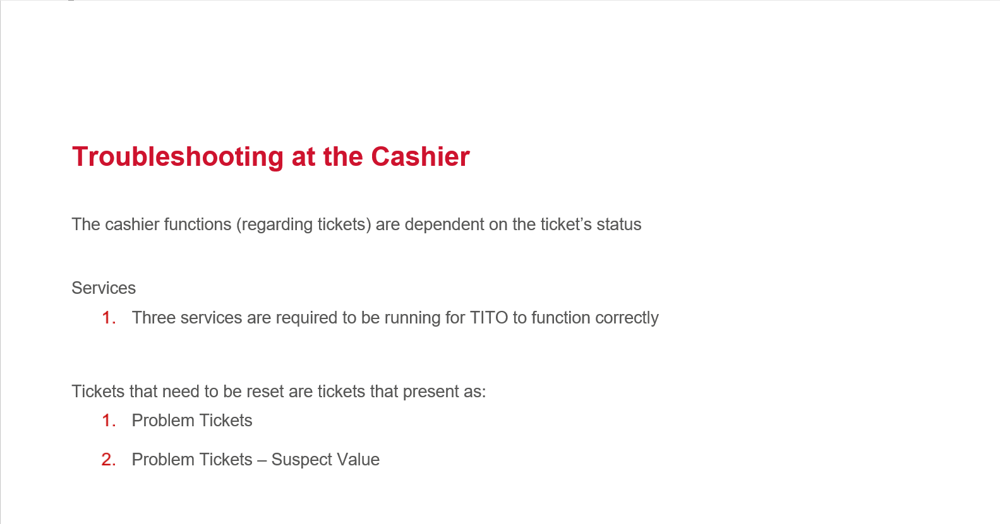 Troubleshooting at the Cashier
The cashier functions (regarding tickets) are dependent on the ticket’s status
Services
1. Three services are required to be running for TITO to function correctly
Tickets that need to be reset are tickets that present as:
1. Problem Tickets
2. Problem Tickets – Suspect Value